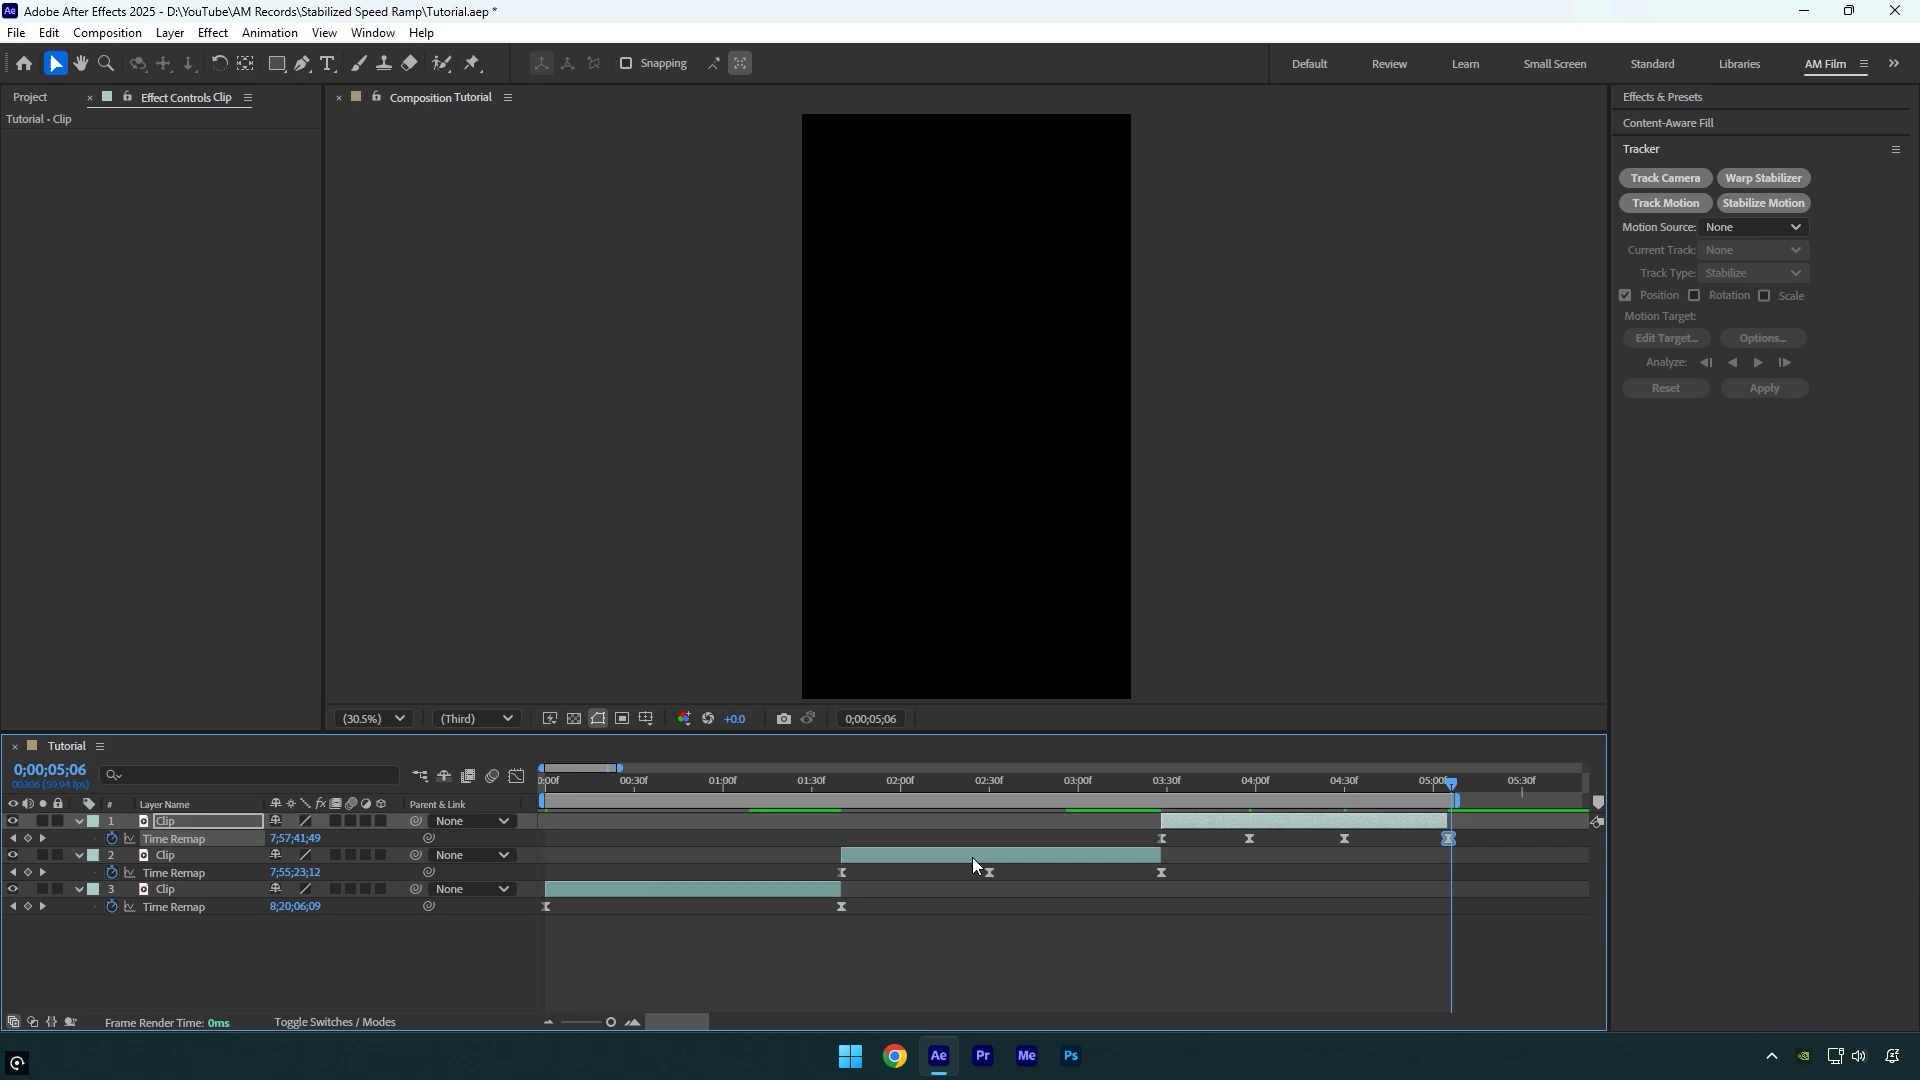 Adobe After Effects 2025 - D:\YouTube\AM Records\Stabilized Speed Ramp\Tutorial.aep *
File Edit Composition Layer Effect Animation View Window Help
Snapping Default Review Learn Small Screen Standard Libraries AM Film
Project Effect Controls Clip Composition Tutorial Effects & Presets
Tutorial • Clip Content-Aware Fill
Tracker
Track Camera Warp Stabilizer
Track Motion Stabilize Motion
Motion Source: None
Current Track: None
Track Type: Stabilize
Position Rotation Scale
Motion Target:
Edit Target... Options...
Analyze:
Reset Apply
(30.5%) (Third) +0.0 0;00;05;06
Tutorial
0;00;05;06
00306 (59.94 fps)
0:00f 00:30f 01:00f 01:30f 02:00f 02:30f 03:00f 03:30f 04:00f 04:30f 05:00f 05:30f
# Layer Name Parent & Link
1 Clip None
Time Remap 7;57;41;49
2 Clip None
Time Remap 7;55;23;12
3 Clip None
Time Remap 8;20;06;09
Frame Render Time: 0ms Toggle Switches / Modes
Ae Pr Me Ps